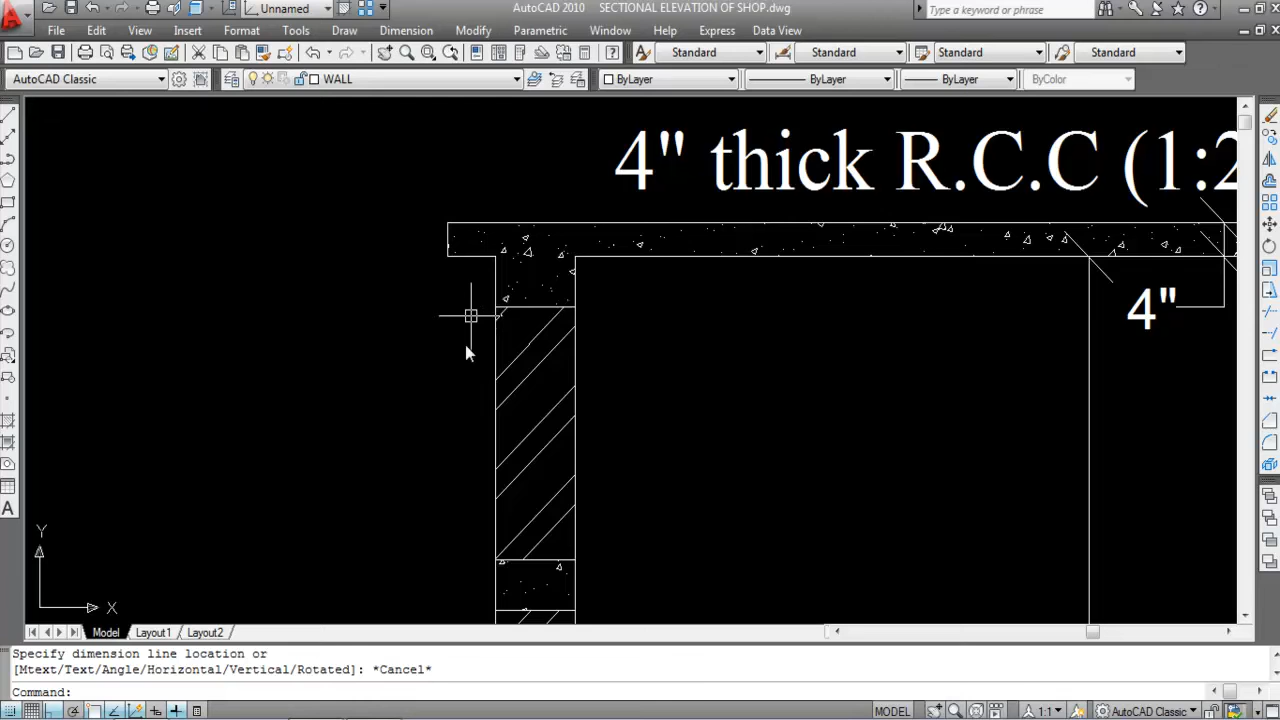 Unnamed AutoCAD 2010 SECTIONAL ELEVATION OF SHOP.dwg Type a keyword or phrase
File Edit View Insert Format Tools Draw Dimension Modify Parametric Window Help Express Data View
Standard Standard Standard Standard
AutoCAD Classic WALL ByLayer ByLayer ByLayer ByColor
4" thick R.C.C (1:2
4"
Y
X
Model Layout1 Layout2
Specify dimension line location or
[Mtext/Text/Angle/Horizontal/Vertical/Rotated]: *Cancel*
Command:
MODEL 1:1 AutoCAD Classic